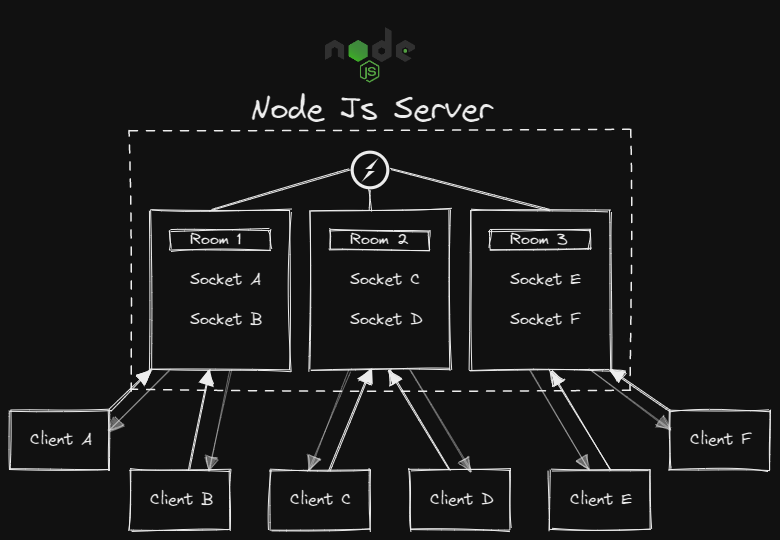 node
JS
Node Js Server
Room 1
Socket A
Socket B
Room 2
Socket C
Socket D
Room 3
Socket E
Socket F
Client A
Client B
Client C
Client D
Client E
Client F